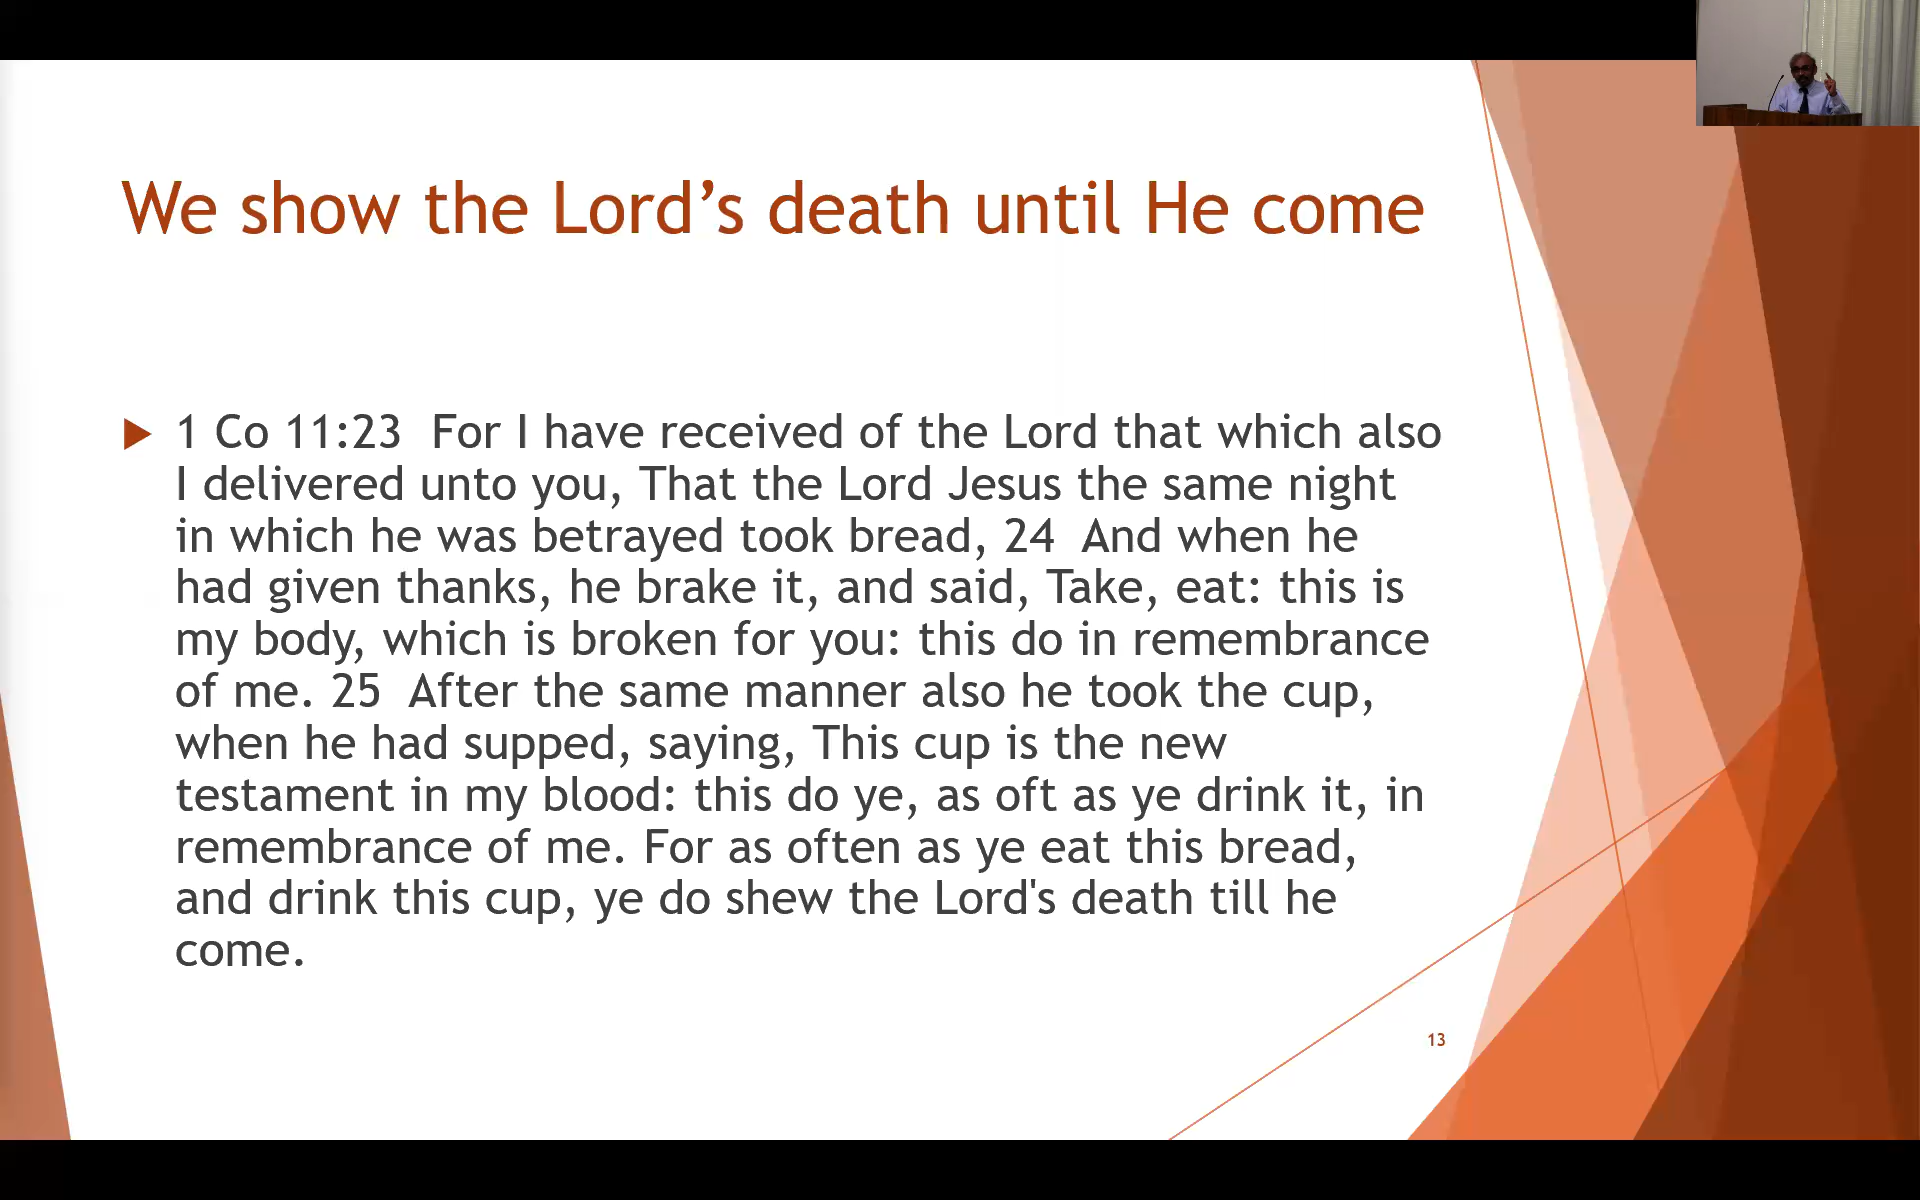 We show the Lord’s death until He come
1 Co 11:23  For I have received of the Lord that which also
I delivered unto you, That the Lord Jesus the same night
in which he was betrayed took bread, 24  And when he
had given thanks, he brake it, and said, Take, eat: this is
my body, which is broken for you: this do in remembrance
of me. 25  After the same manner also he took the cup,
when he had supped, saying, This cup is the new
testament in my blood: this do ye, as oft as ye drink it, in
remembrance of me. For as often as ye eat this bread,
and drink this cup, ye do shew the Lord's death till he
come.
13